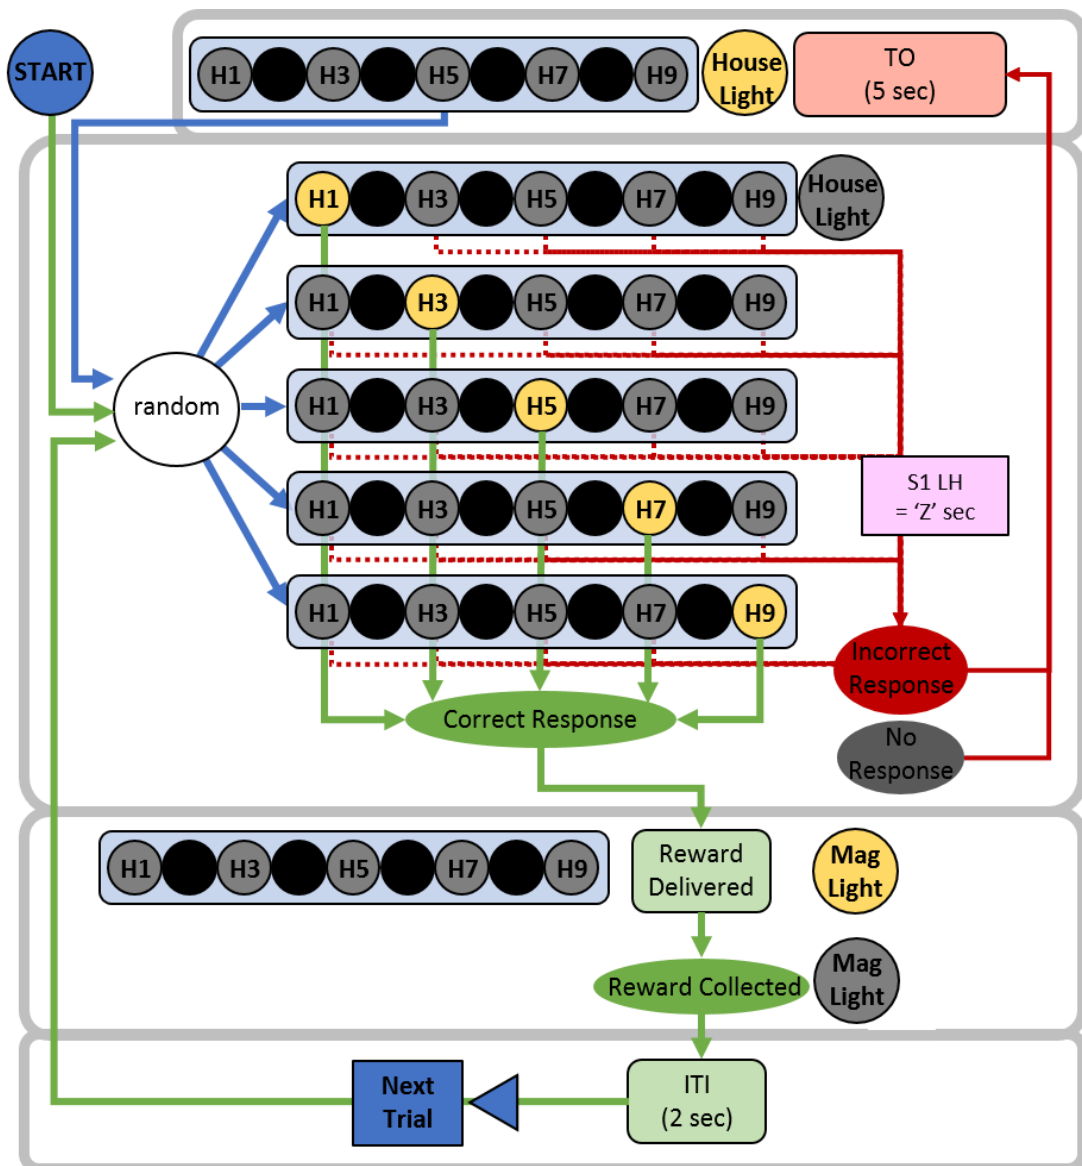 START
H1 H3 H5 H7 H9
House
Light
TO
(5 sec)
H1 H3 H5 H7 H9
House
Light
H1 H3 H5 H7 H9
random
H1 H3 H5 H7 H9
H1 H3 H5 H7 H9
S1 LH
= ‘Z’ sec
H1 H3 H5 H7 H9
Incorrect
Response
Correct Response
No
Response
H1 H3 H5 H7 H9
Reward
Delivered
Mag
Light
Reward Collected
Mag
Light
Next
Trial
ITI
(2 sec)